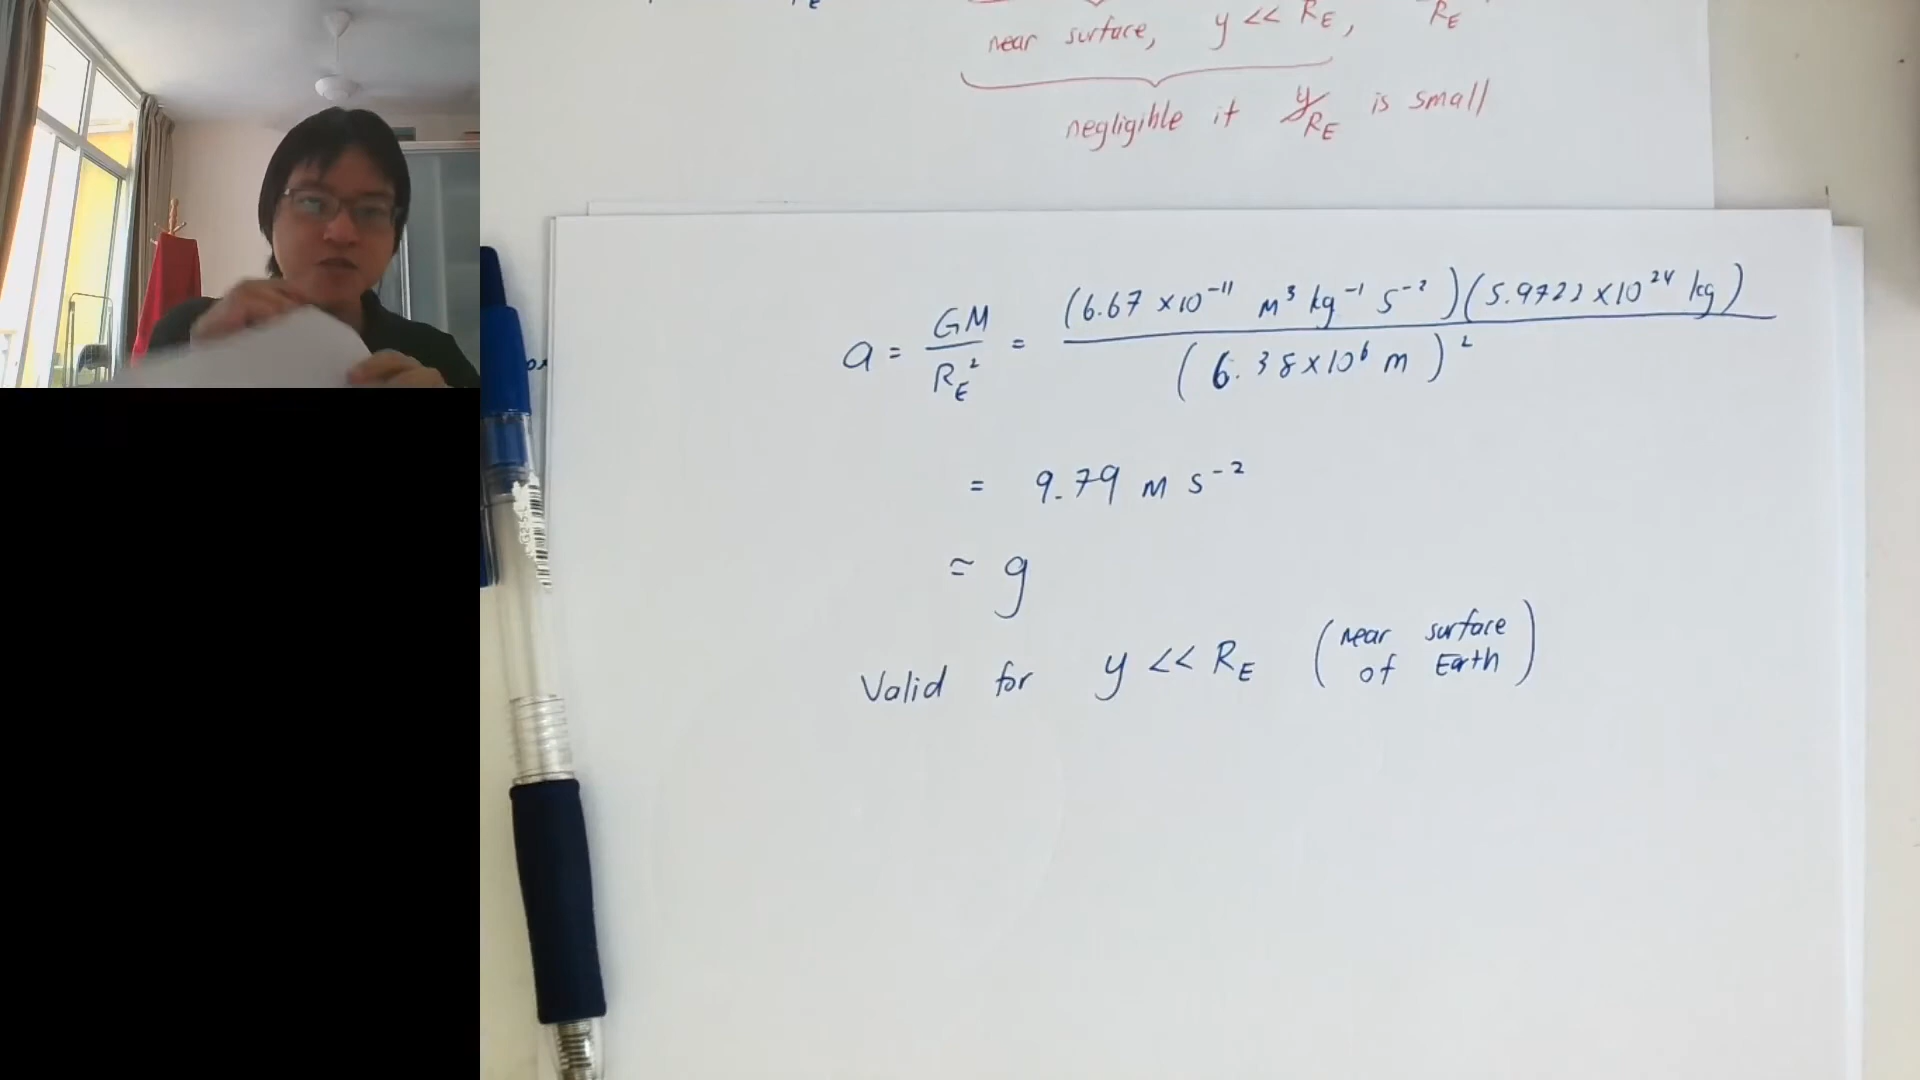 near surface, y << R_E, R_E
negligible if y/R_E is small
a = GM/R_E² = (6.67 ×10⁻¹¹ m³ kg⁻¹ s⁻²)(5.9722 ×10²⁴ kg)/(6.38×10⁶ m)²
= 9.79 m s⁻²
≈ g
Valid for y << R_E (near surface of Earth)